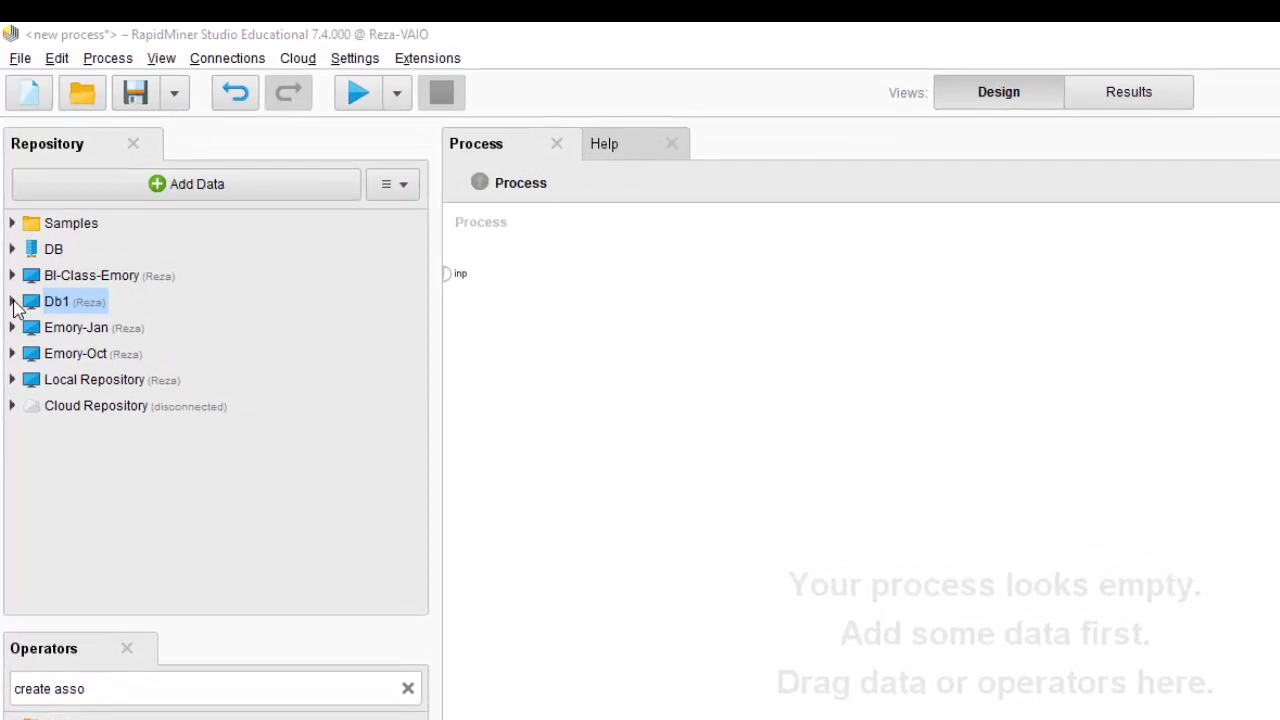 <new process*> – RapidMiner Studio Educational 7.4.000 @ Reza-VAIO
File Edit Process View Connections Cloud Settings Extensions
Views: Design Results
Repository
Process Help
Add Data
Process
Samples
Process
DB
BI-Class-Emory (Reza)
inp
Db1 (Reza)
Emory-Jan (Reza)
Emory-Oct (Reza)
Local Repository (Reza)
Cloud Repository (disconnected)
Your process looks empty.
Add some data first.
Drag data or operators here.
Operators
create asso